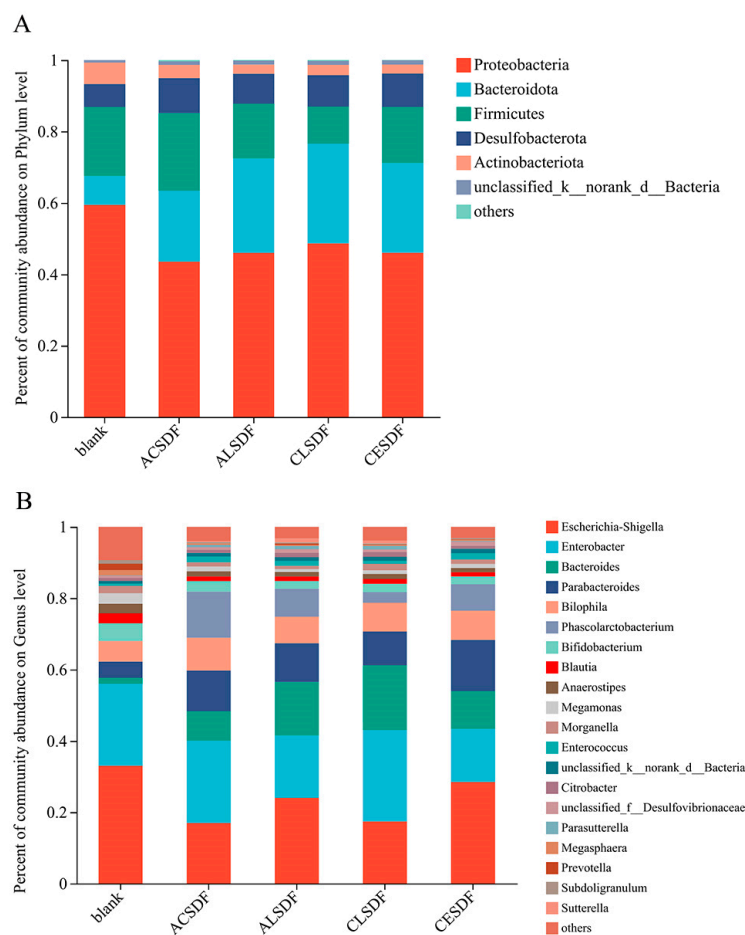 A
Percent of community abundance on Phylum level
1
0.8
0.6
0.4
0.2
0
blank
ACSDF
ALSDF
CLSDF
CESDF
Proteobacteria
Bacteroidota
Firmicutes
Desulfobacterota
Actinobacteriota
unclassified_k__norank_d__Bacteria
others
B
Percent of community abundance on Genus level
1
0.8
0.6
0.4
0.2
0
blank
ACSDF
ALSDF
CLSDF
CESDF
Escherichia-Shigella
Enterobacter
Bacteroides
Parabacteroides
Bilophila
Phascolarctobacterium
Bifidobacterium
Blautia
Anaerostipes
Megamonas
Morganella
Enterococcus
unclassified_k__norank_d__Bacteria
Citrobacter
unclassified_f__Desulfovibrionaceae
Parasutterella
Megasphaera
Prevotella
Subdoligranulum
Sutterella
others